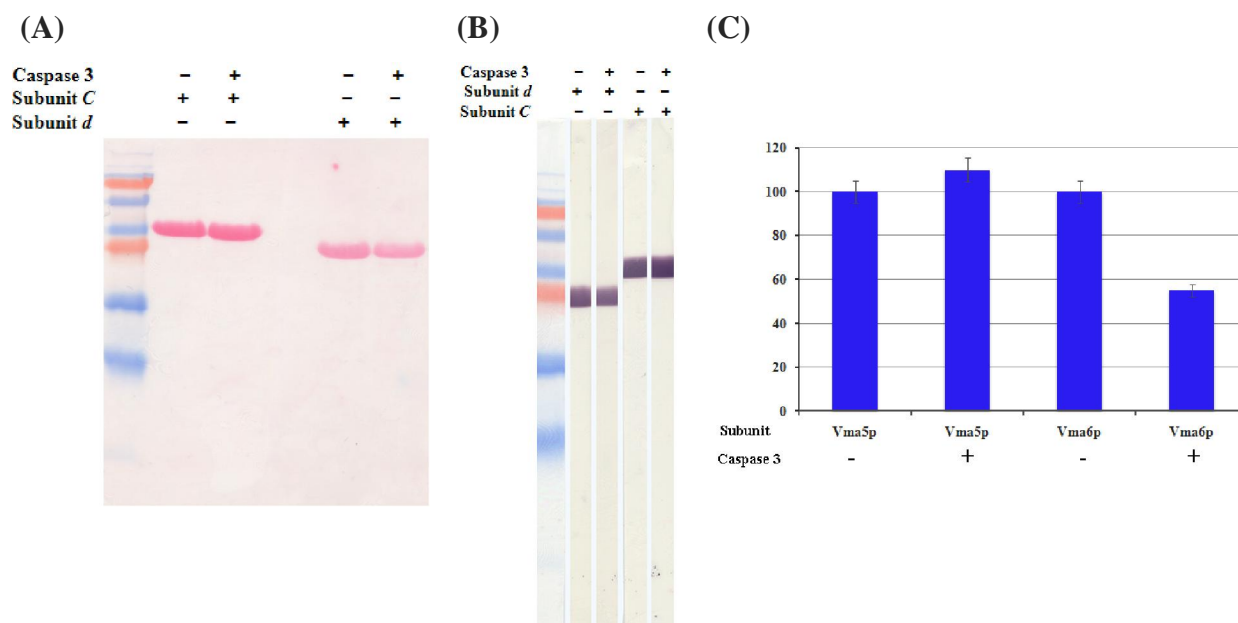 (A)
Caspase 3 – + – +
Subunit C + + – –
Subunit d – – + +
(B)
Caspase 3 – + – +
Subunit d + + – –
Subunit C – – + +
(C)
120
100
80
60
40
20
0
Subunit Vma5p Vma5p Vma6p Vma6p
Caspase 3 - + - +